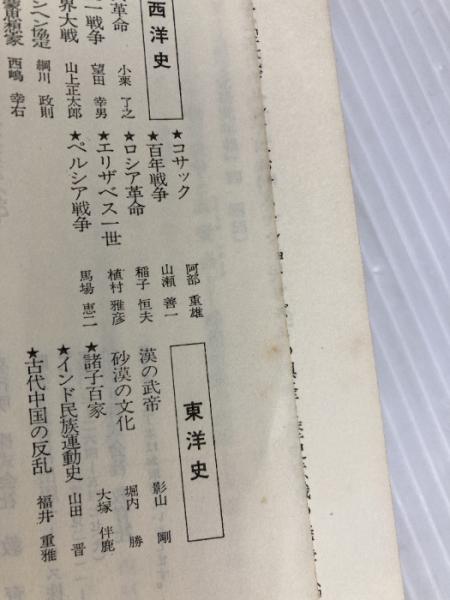 西洋史
革命 小栗 了之
一戦争 望田 幸男
界大戦 山上正太郎
ンヘン協定 綱川 政則
蒙思想家 西嶋 幸右
★コサック 阿部 重雄
★百年戦争 山瀬 善一
★ロシア革命 稲子 恒夫
★エリザベス一世 植村 雅彦
★ペルシア戦争 馬場 恵二
東洋史
漢の武帝 影山 剛
砂漠の文化 堀内 勝
★諸子百家 大塚 伴鹿
★インド民族運動史 山田 晋
★古代中国の反乱 福井 重雅